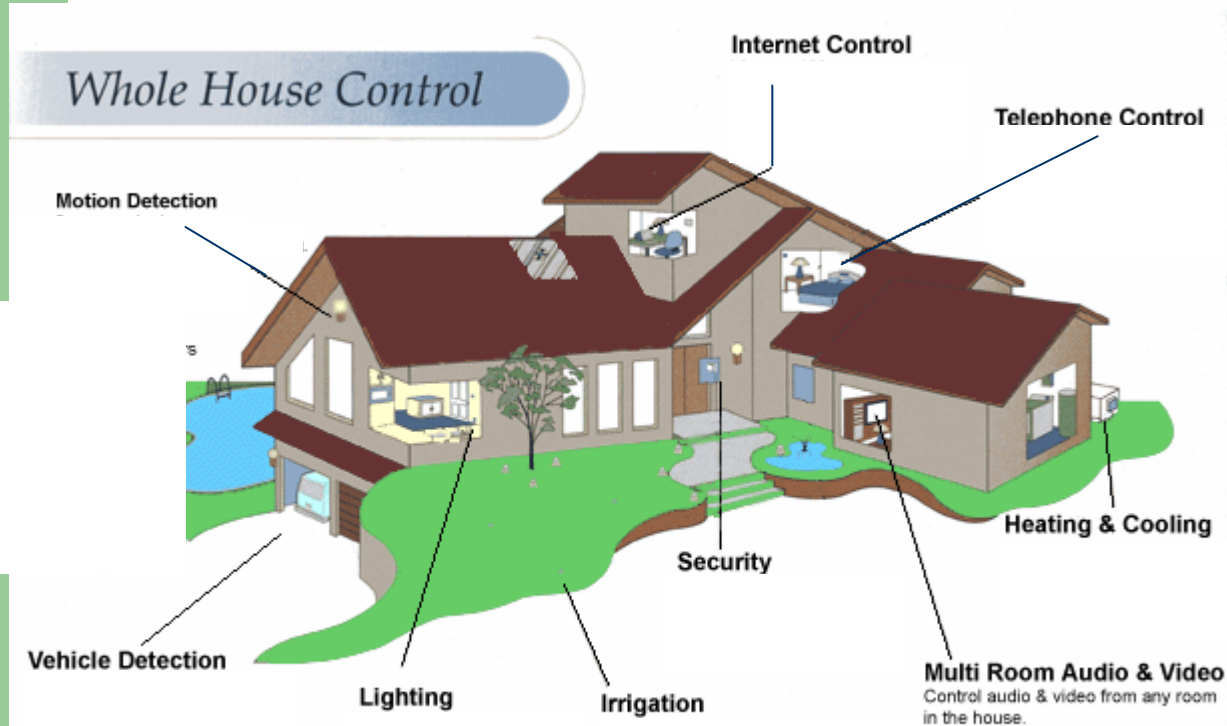 Whole House Control
Internet Control
Telephone Control
Motion Detection
Heating & Cooling
Security
Vehicle Detection
Lighting
Irrigation
Multi Room Audio & Video
Control audio & video from any room
in the house.